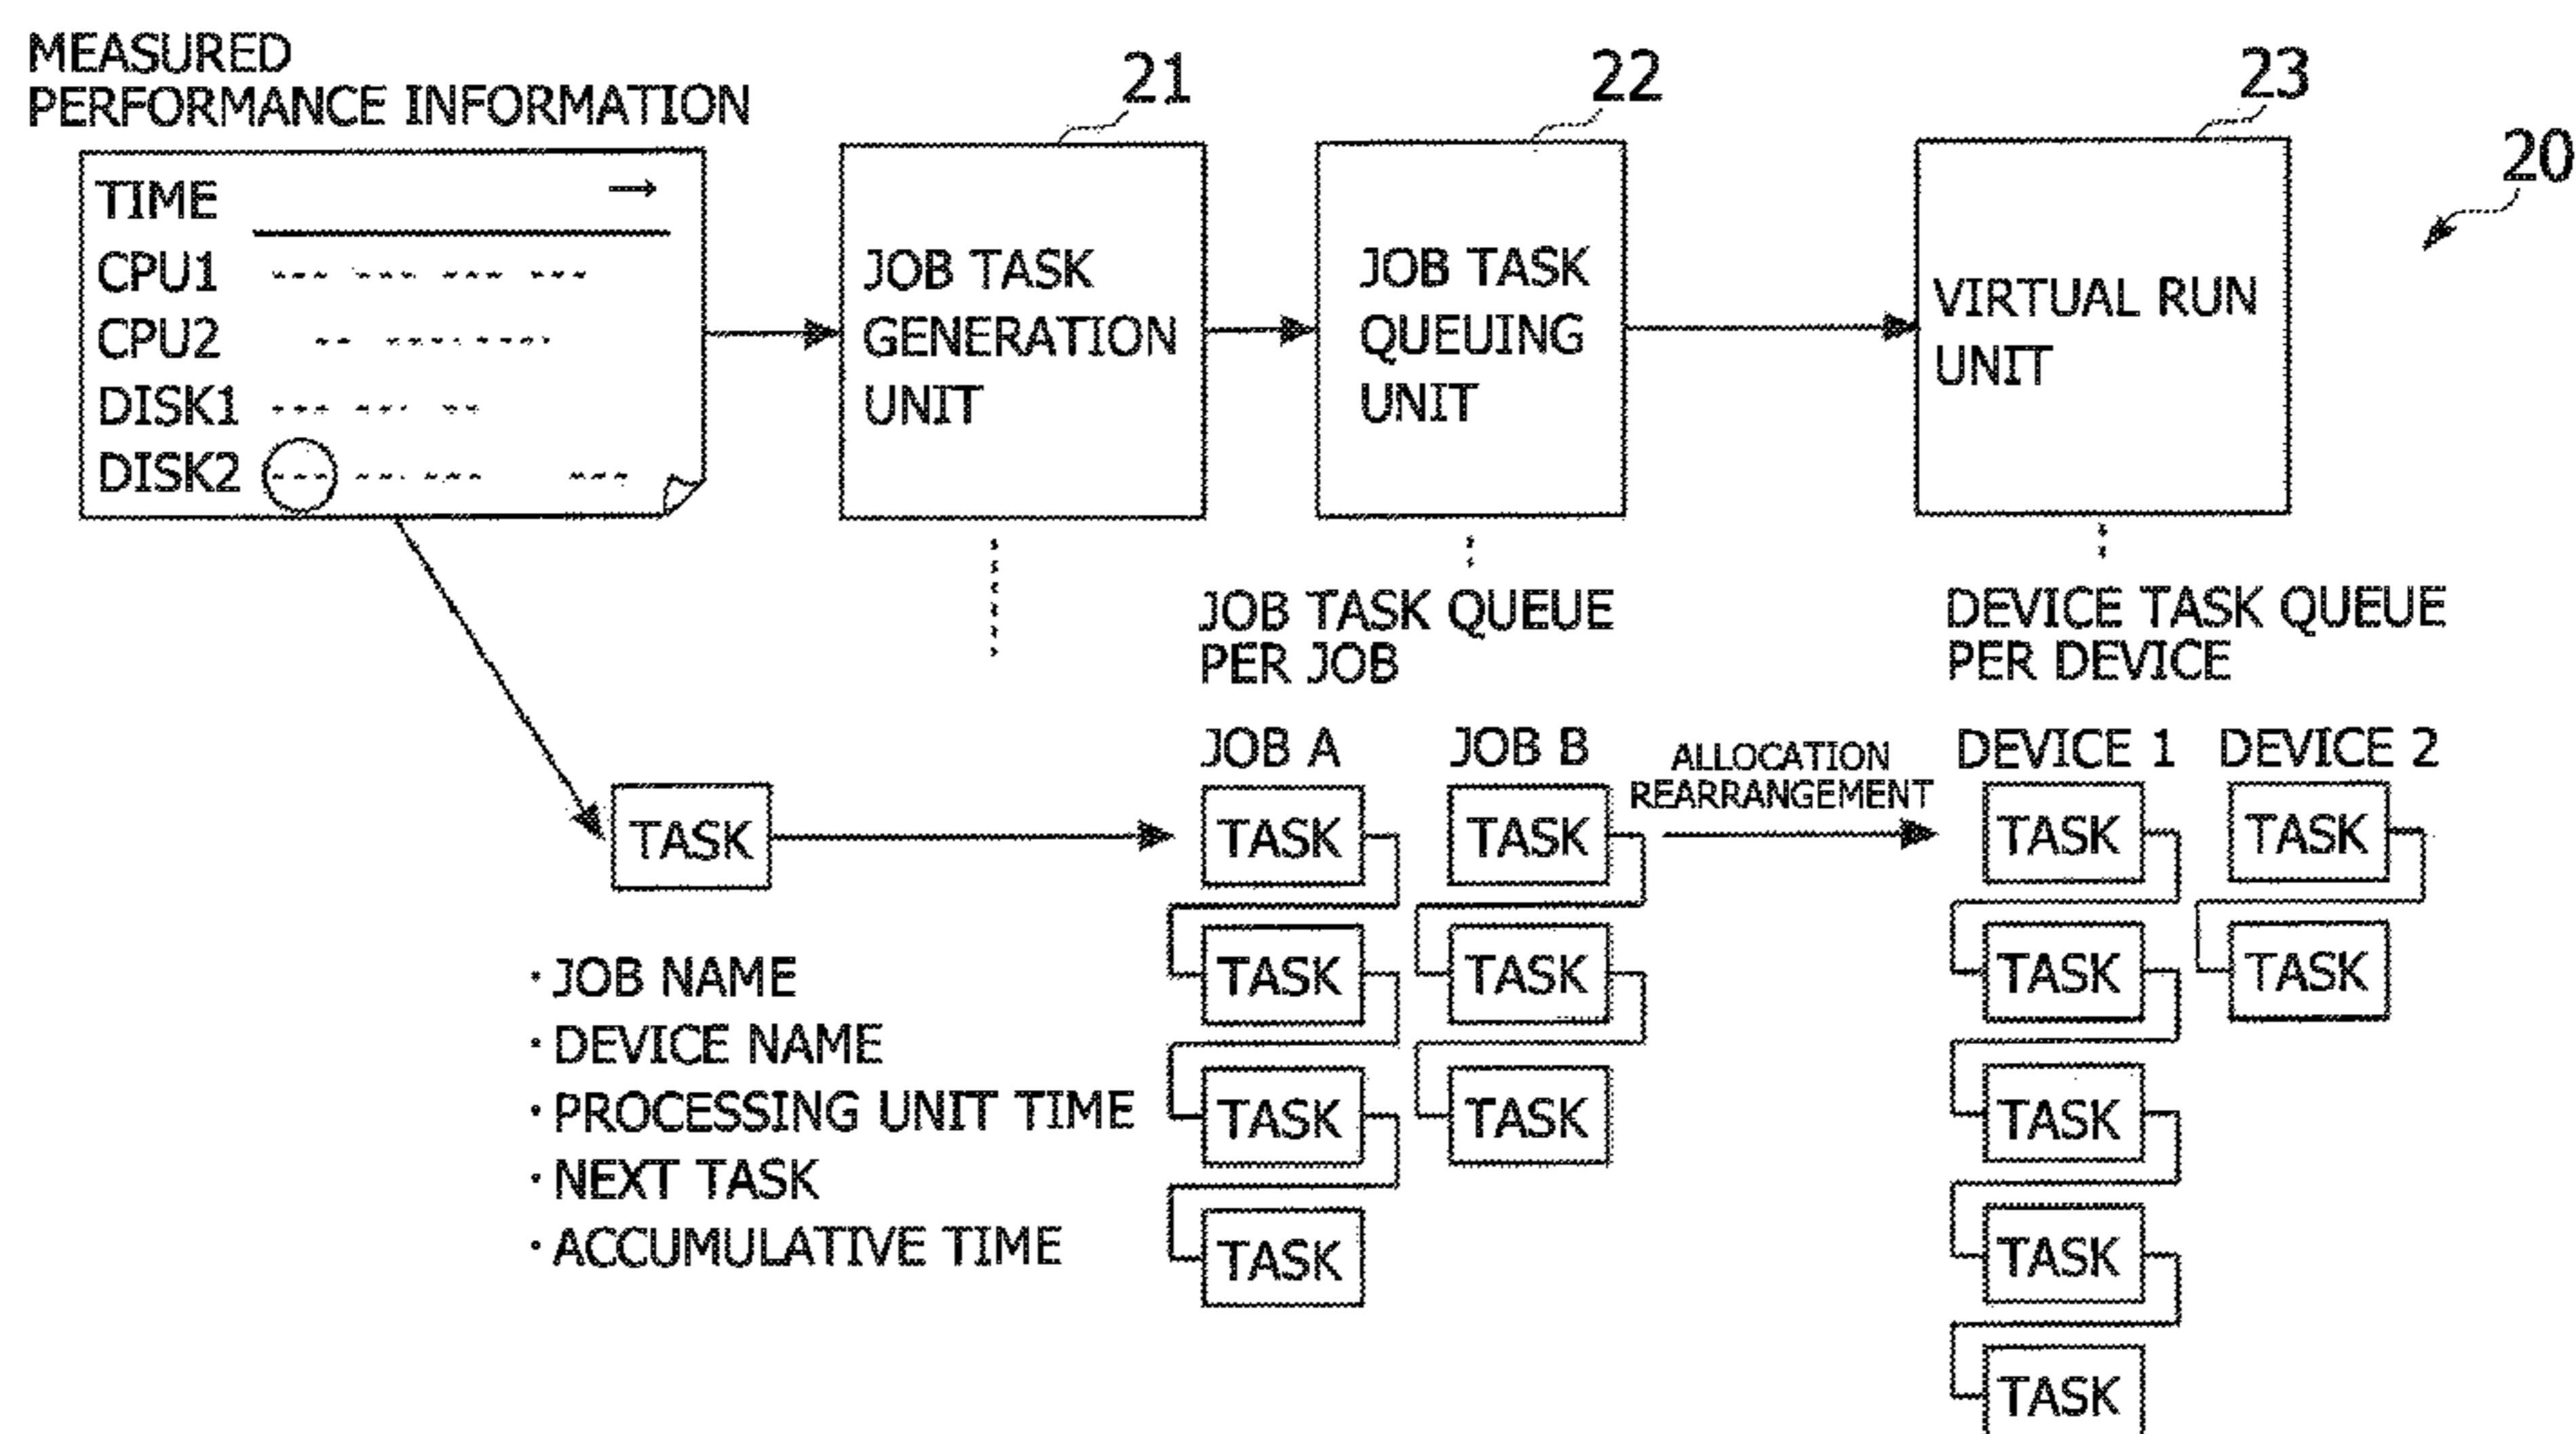 MEASURED
PERFORMANCE INFORMATION
21
22
23
20
TIME
CPU1
CPU2
DISK1
DISK2
JOB TASK
GENERATION
UNIT
JOB TASK
QUEUING
UNIT
VIRTUAL RUN
UNIT
JOB TASK QUEUE
PER JOB
DEVICE TASK QUEUE
PER DEVICE
JOB A
JOB B
ALLOCATION
REARRANGEMENT
DEVICE 1
DEVICE 2
TASK
TASK
TASK
TASK
TASK
TASK
TASK
TASK
TASK
· JOB NAME
· DEVICE NAME
· PROCESSING UNIT TIME
· NEXT TASK
· ACCUMULATIVE TIME
TASK
TASK
TASK
TASK
TASK
TASK